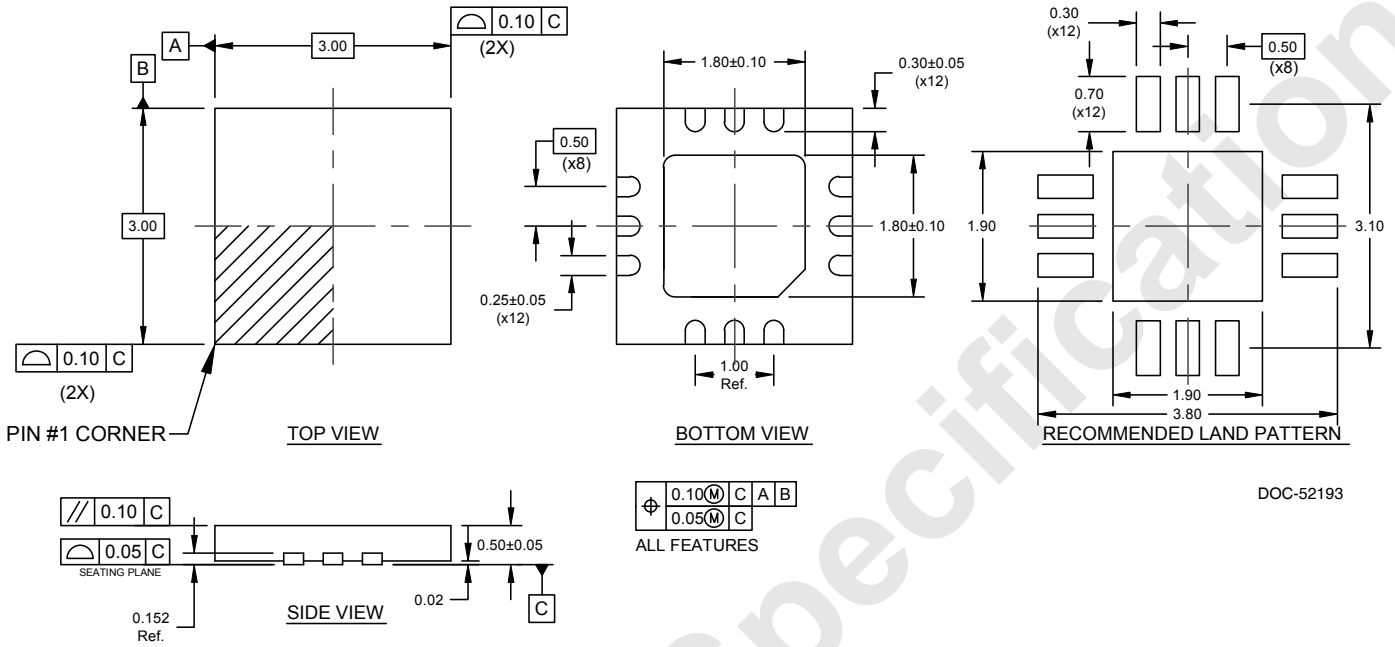 ⌓ 0.10 C
(2X)
A
3.00
B
3.00
⌓ 0.10 C
(2X)
PIN #1 CORNER
TOP VIEW
1.80±0.10
0.30±0.05
(x12)
0.50
(x8)
1.80±0.10
0.25±0.05
(x12)
1.00
Ref.
BOTTOM VIEW
0.30
(x12)
0.50
(x8)
0.70
(x12)
1.90
3.10
1.90
3.80
RECOMMENDED LAND PATTERN
DOC-52193
// 0.10 C
⌓ 0.05 C
SEATING PLANE
0.50±0.05
0.152
Ref.
SIDE VIEW
0.02
C
⌖ 0.10Ⓜ C A B
0.05Ⓜ C
ALL FEATURES
Specification